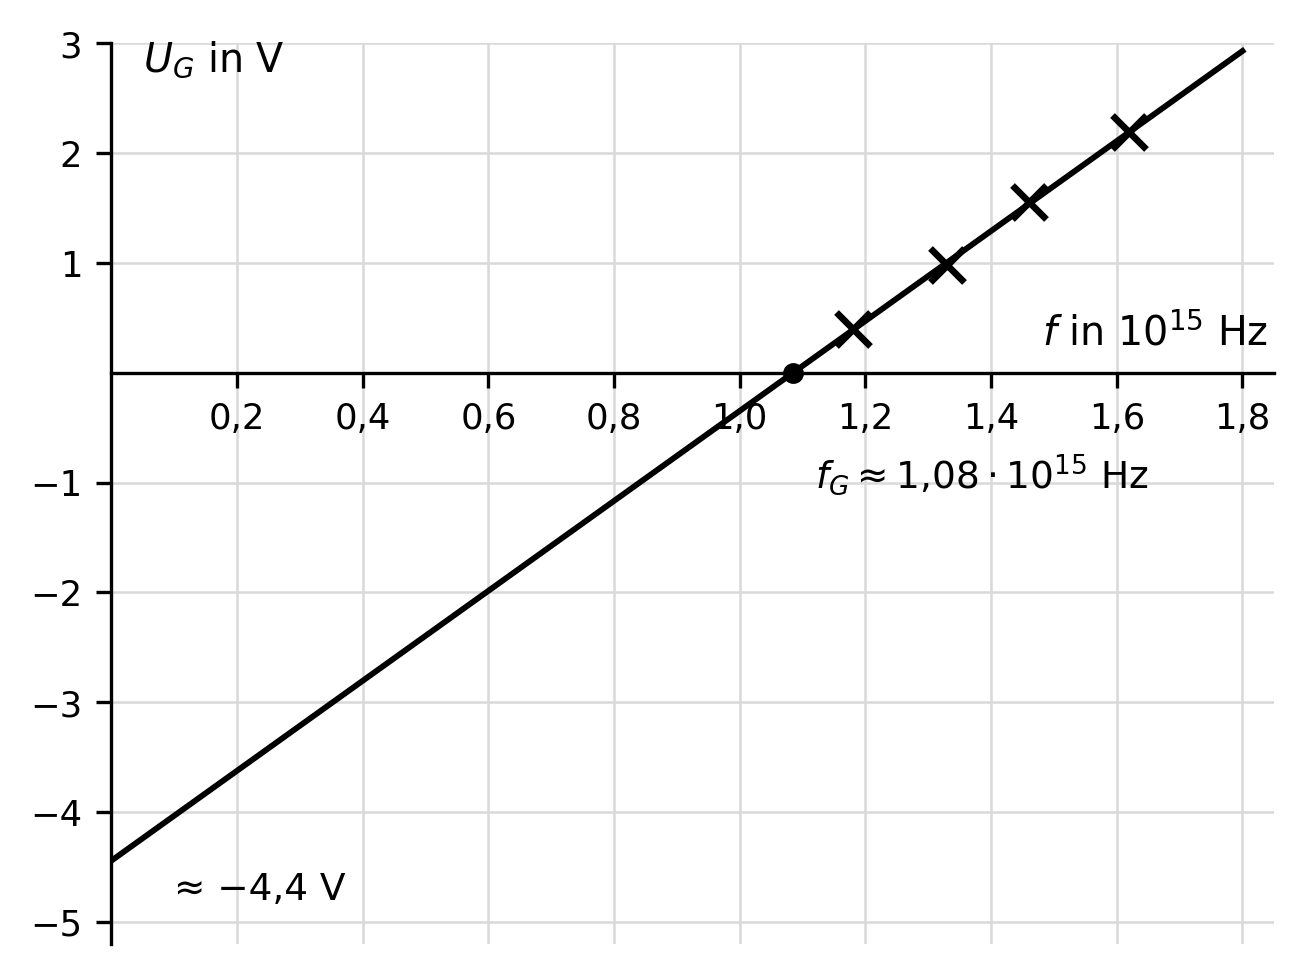 3
U_G in V
2
1
f in 10^15 Hz
0,2 0,4 0,6 0,8 1,0 1,2 1,4 1,6 1,8
−1
f_G ≈ 1,08 · 10^15 Hz
−2
−3
−4
≈ −4,4 V
−5